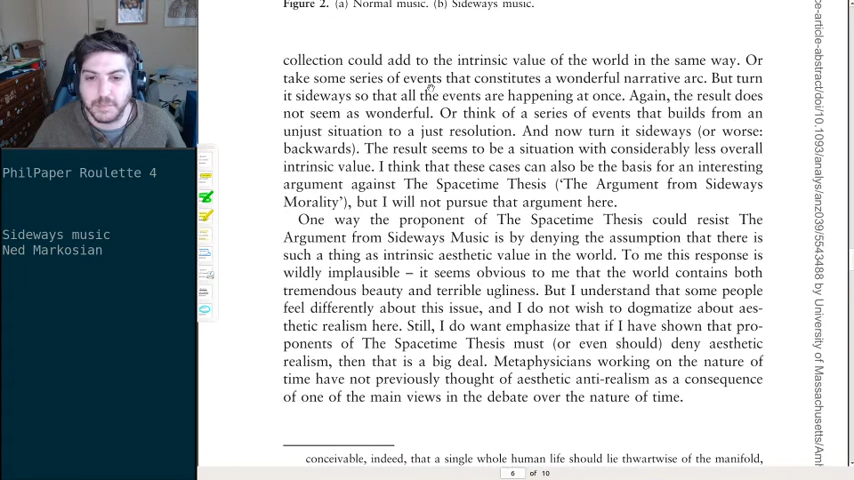 Figure 2. (a) Normal music. (b) Sideways music.
collection could add to the intrinsic value of the world in the same way. Or
take some series of events that constitutes a wonderful narrative arc. But turn
it sideways so that all the events are happening at once. Again, the result does
not seem as wonderful. Or think of a series of events that builds from an
unjust situation to a just resolution. And now turn it sideways (or worse:
backwards). The result seems to be a situation with considerably less overall
intrinsic value. I think that these cases can also be the basis for an interesting
argument against The Spacetime Thesis (‘The Argument from Sideways
Morality’), but I will not pursue that argument here.
One way the proponent of The Spacetime Thesis could resist The
Argument from Sideways Music is by denying the assumption that there is
such a thing as intrinsic aesthetic value in the world. To me this response is
wildly implausible – it seems obvious to me that the world contains both
tremendous beauty and terrible ugliness. But I understand that some people
feel differently about this issue, and I do not wish to dogmatize about aes-
thetic realism here. Still, I do want emphasize that if I have shown that pro-
ponents of The Spacetime Thesis must (or even should) deny aesthetic
realism, then that is a big deal. Metaphysicians working on the nature of
time have not previously thought of aesthetic anti-realism as a consequence
of one of the main views in the debate over the nature of time.
conceivable, indeed, that a single whole human life should lie thwartwise of the manifold,
6 of 10
PhilPaper Roulette 4
Sideways music
Ned Markosian
ce-article-abstract/doi/10.1093/analys/anz039/5543488 by University of Massachusetts/Am